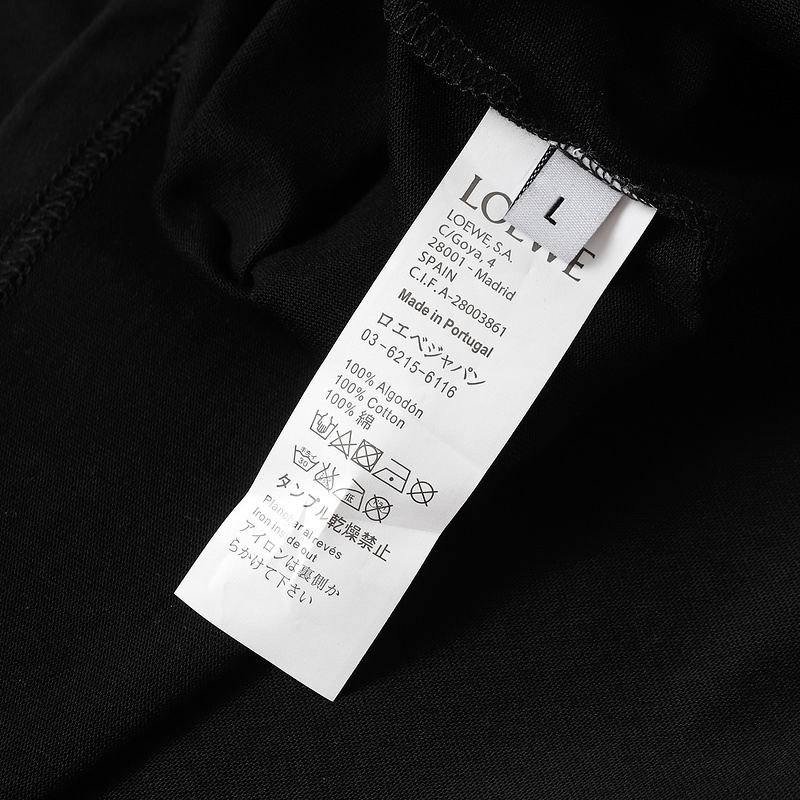 LOEWE
L
LOEWE, S.A.
C/Goya, 4
28001 - Madrid
SPAIN
C.I.F. A-28003861
Made in Portugal
ロエベジャパン
03-6215-6116
100% Algodón
100% Cotton
100% 綿
30
低
タンブル乾燥禁止
Planchar al revés
Iron inside out
アイロンは裏側か
らかけて下さい